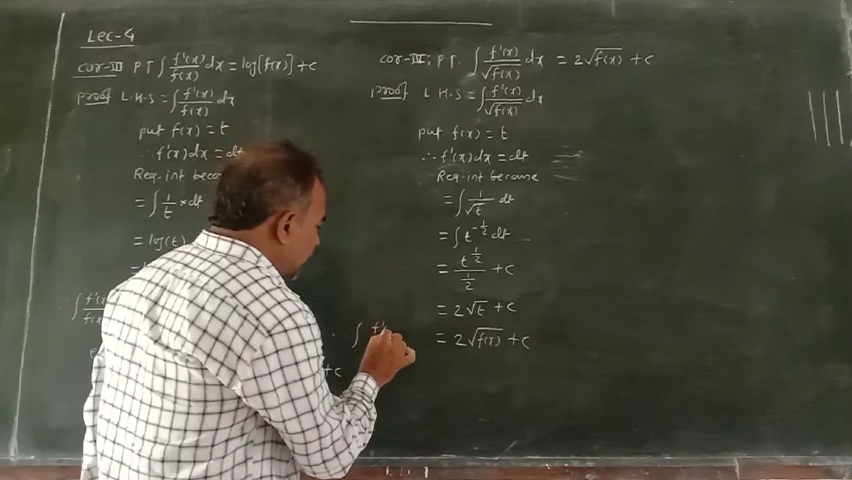 Lec-4
Cor-III P T ∫ f'(x)/f(x) dx = log[f(x)] + c
Proof L.H.S = ∫ f'(x)/f(x) dx
put f(x) = t
∴ f'(x) dx = dt
Req. int
= ∫ 1/t × dt
= log(t)
∴ ∫
+ c
Cor-IV: P.T. ∫ f'(x)/√f(x) dx = 2√f(x) + c
Proof L.H.S = ∫ f'(x)/√f(x) dx
put f(x) = t
∴ f'(x) dx = dt
Req. int become
= ∫ 1/√t dt
= ∫ t^(-1/2) dt
= t^(1/2)/(1/2) + c
= 2√t + c
= 2√f(x) + c
∴ ∫ f'